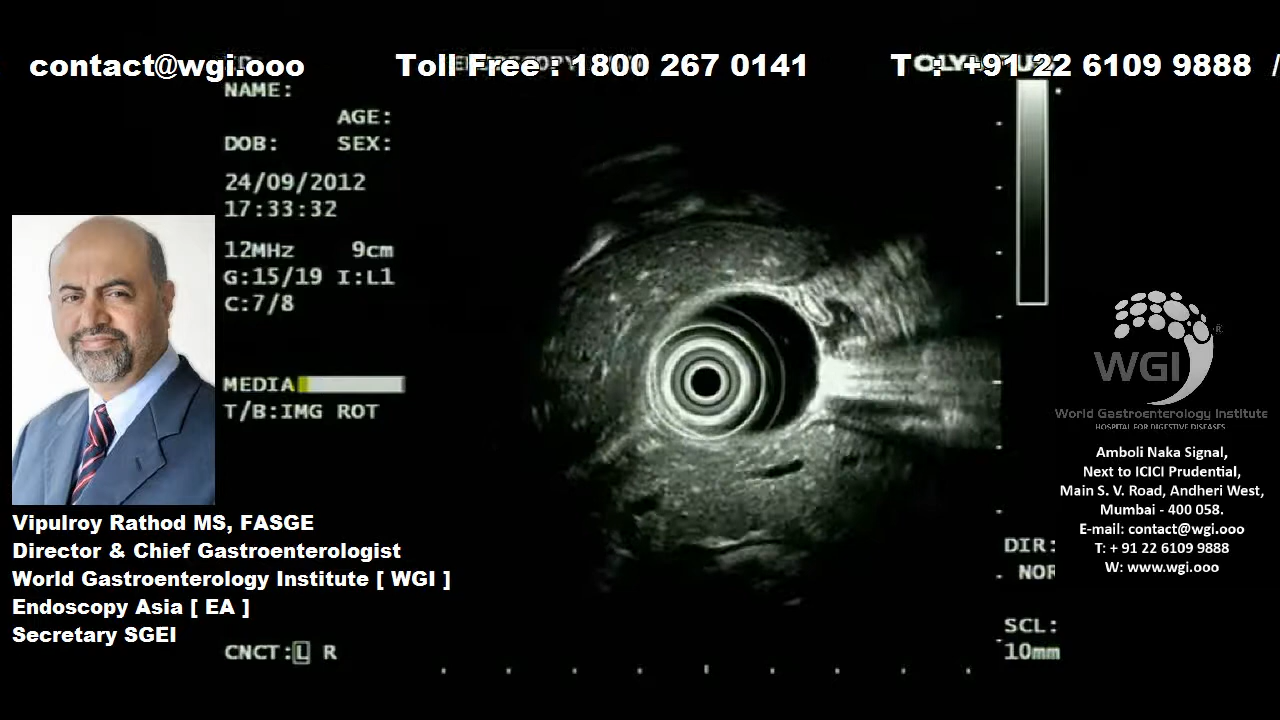 contact@wgi.ooo Toll Free : 1800 267 0141 T : +91 22 6109 9888 /
OLYMPUS
NAME:
AGE:
DOB: SEX:
24/09/2012
17:33:32
12MHz 9cm
G:15/19 I:L1
C:7/8
MEDIA
T/B:IMG ROT
CNCT:L R
DIR:
NOR
SCL:
10mm
Vipulroy Rathod MS, FASGE
Director & Chief Gastroenterologist
World Gastroenterology Institute [ WGI ]
Endoscopy Asia [ EA ]
Secretary SGEI
WGI ®
World Gastroenterology Institute
HOSPITAL FOR DIGESTIVE DISEASES
Amboli Naka Signal,
Next to ICICI Prudential,
Main S. V. Road, Andheri West,
Mumbai - 400 058.
E-mail: contact@wgi.ooo
T: + 91 22 6109 9888
W: www.wgi.ooo